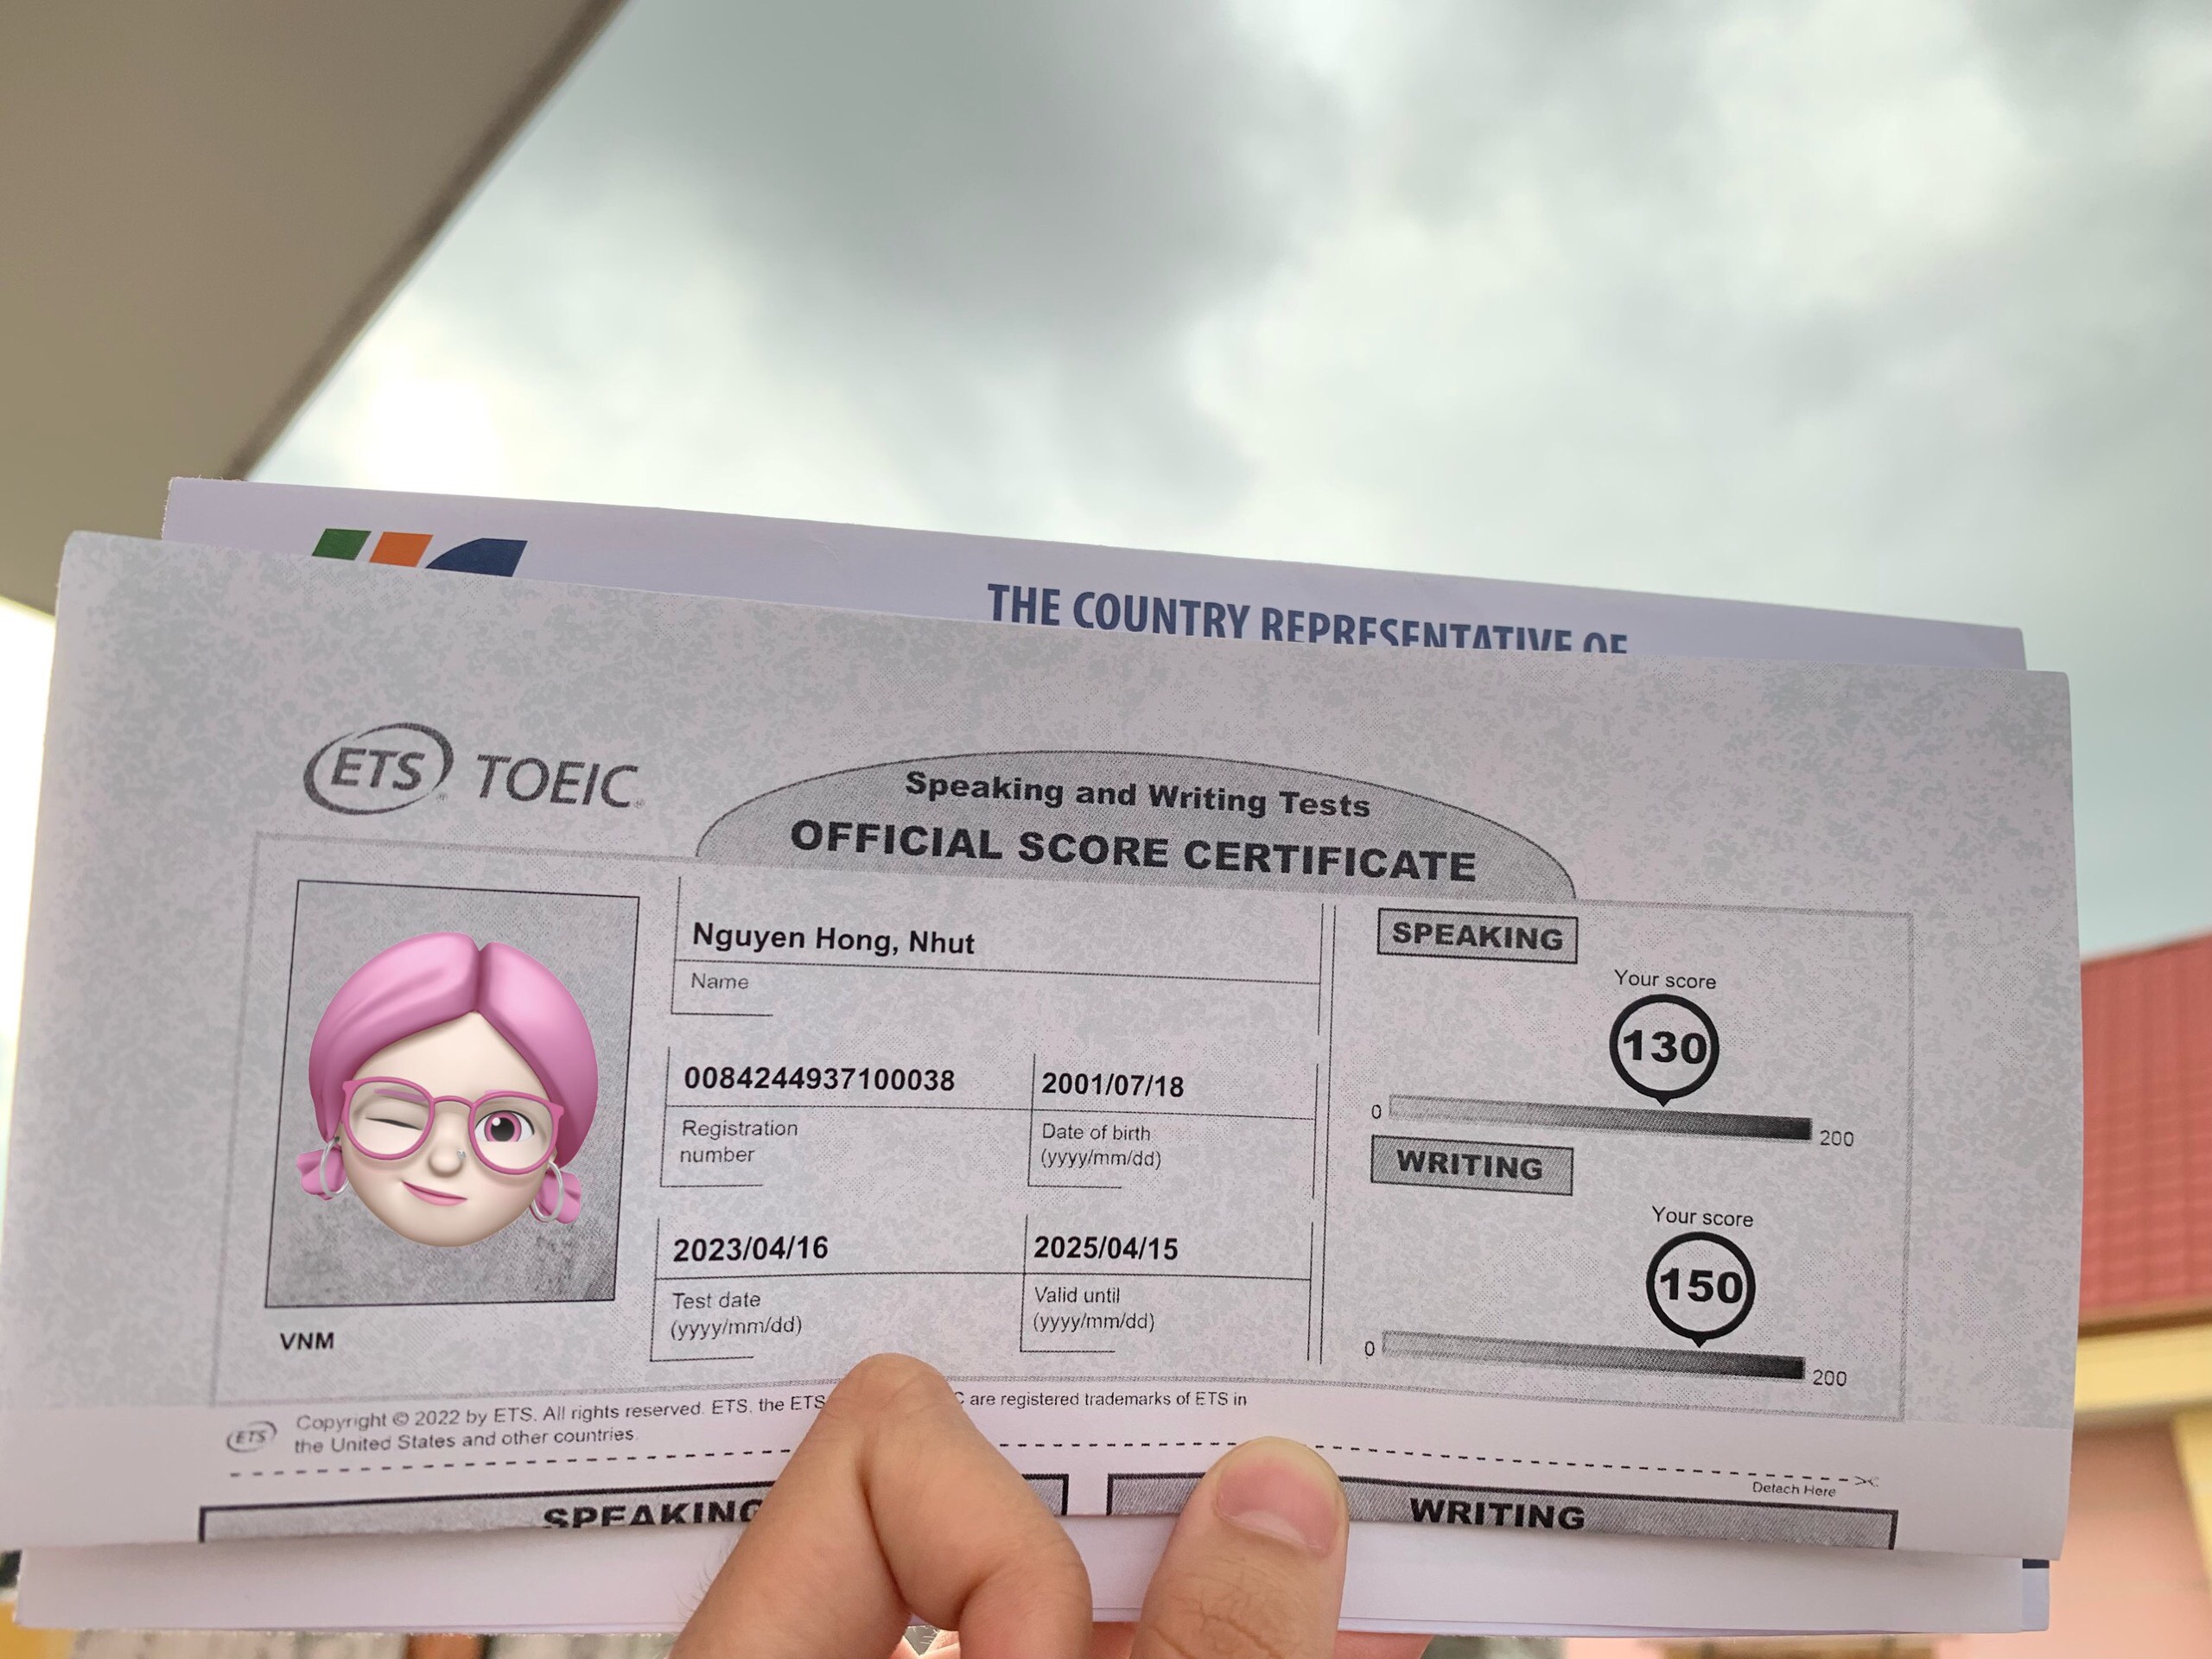 THE COUNTRY REPRESENTATIVE OF
ETS TOEIC
Speaking and Writing Tests
OFFICIAL SCORE CERTIFICATE
Nguyen Hong, Nhut
Name
0084244937100038
Registration
number
2001/07/18
Date of birth
(yyyy/mm/dd)
2023/04/16
Test date
(yyyy/mm/dd)
2025/04/15
Valid until
(yyyy/mm/dd)
VNM
SPEAKING
Your score
130
0
200
WRITING
Your score
150
0
200
ETS
Copyright © 2022 by ETS. All rights reserved. ETS, the ETS are registered trademarks of ETS in
the United States and other countries.
Detach Here
SPEAKING
WRITING